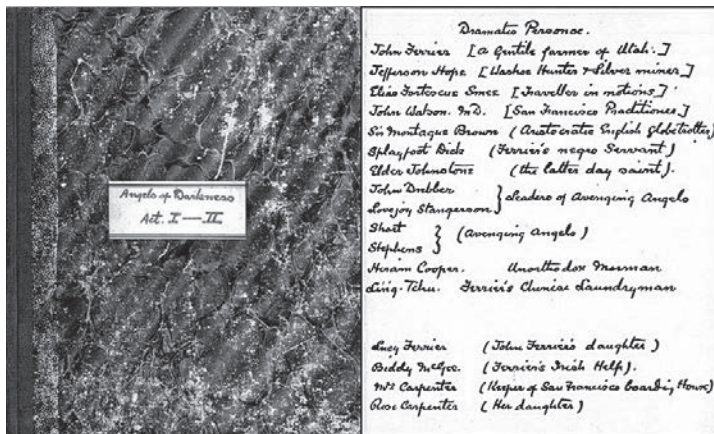 Angels of Darkness
Act. I — II
Dramatis Personae.
John Ferrier [A Gentile farmer of Utah.]
Jefferson Hope [Washoe Hunter & Silver miner]
Elias Fortescue Smee [Traveller in notions]
John Watson. M.D. [San Francisco Practitioner]
Sir Montague Brown (Aristocratic English globetrotter)
Splayfoot Dick (Ferrier's negro Servant)
Elder Johnstone (the latter day saint).
John Drebber
Lovejoy Stangerson } Leaders of Avenging Angels
Short
Stephens } (Avenging Angels)
Hiram Cooper. Unorthodox Mormon
Ling-Tchu. Ferrier's Chinese Laundryman
Lucy Ferrier (John Ferrier's daughter)
Biddy McGee. (Ferrier's Irish Help).
Mrs Carpenter (Keeper of San Francisco boarding House)
Rose Carpenter (Her daughter)